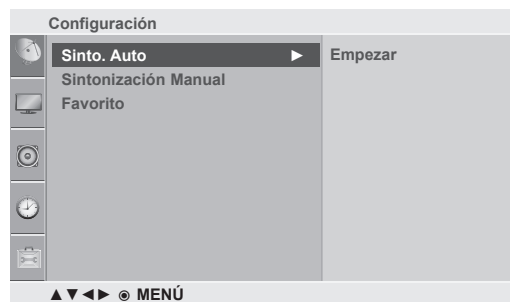 Configuración
Sinto. Auto ► Empezar
Sintonización Manual
Favorito
▲▼◄► ◉ MENÚ